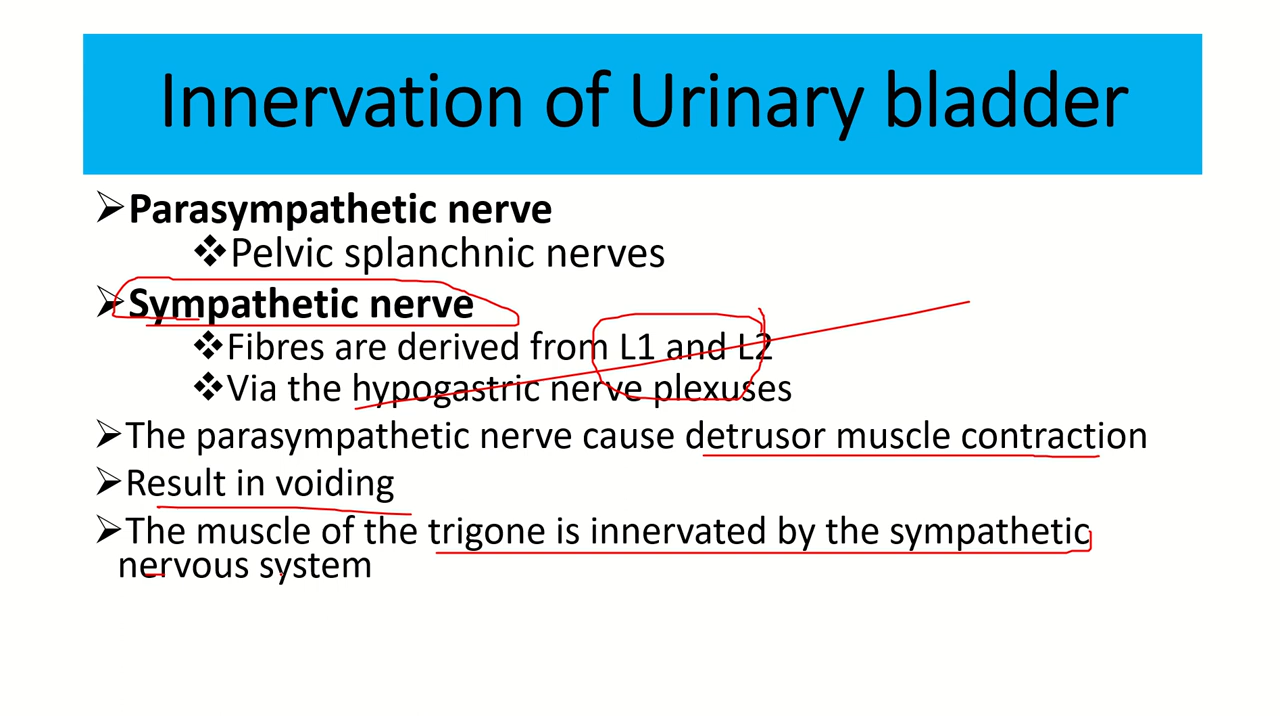 Innervation of Urinary bladder
➢Parasympathetic nerve
❖Pelvic splanchnic nerves
➢Sympathetic nerve
❖Fibres are derived from L1 and L2
❖Via the hypogastric nerve plexuses
➢The parasympathetic nerve cause detrusor muscle contraction
➢Result in voiding
➢The muscle of the trigone is innervated by the sympathetic
nervous system